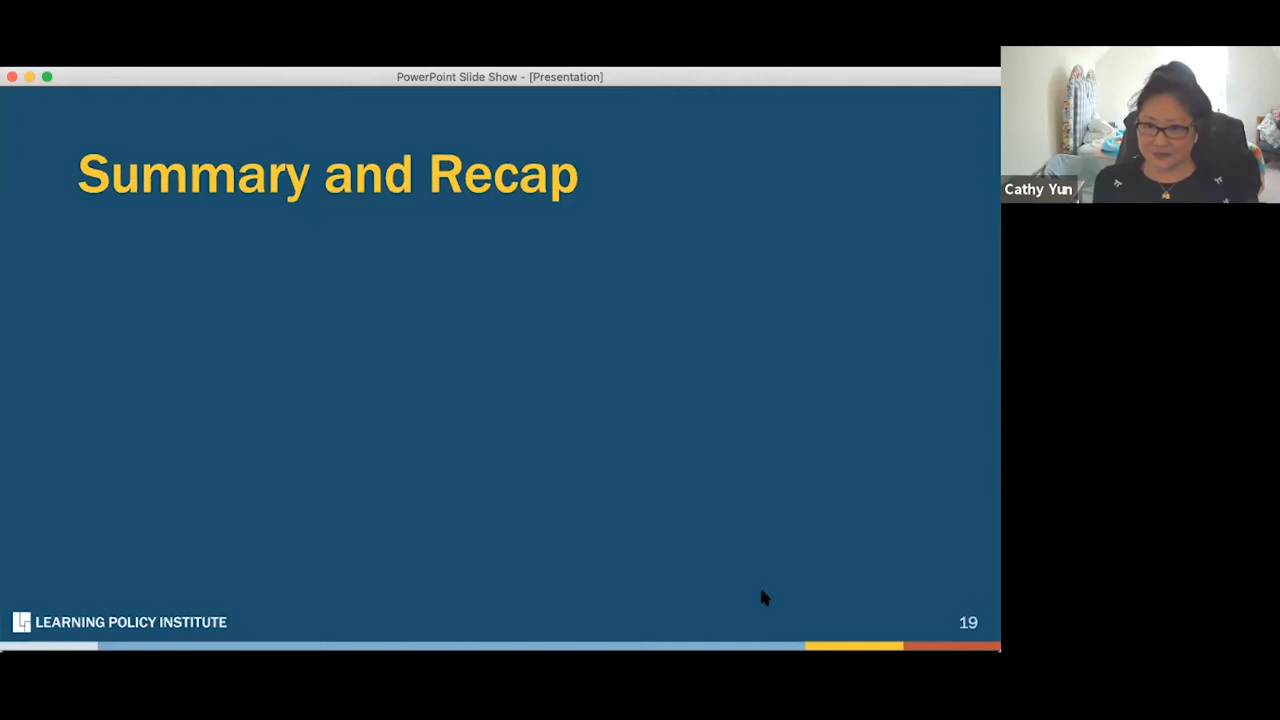 PowerPoint Slide Show - [Presentation]
Summary and Recap
Cathy Yun
LEARNING POLICY INSTITUTE
19